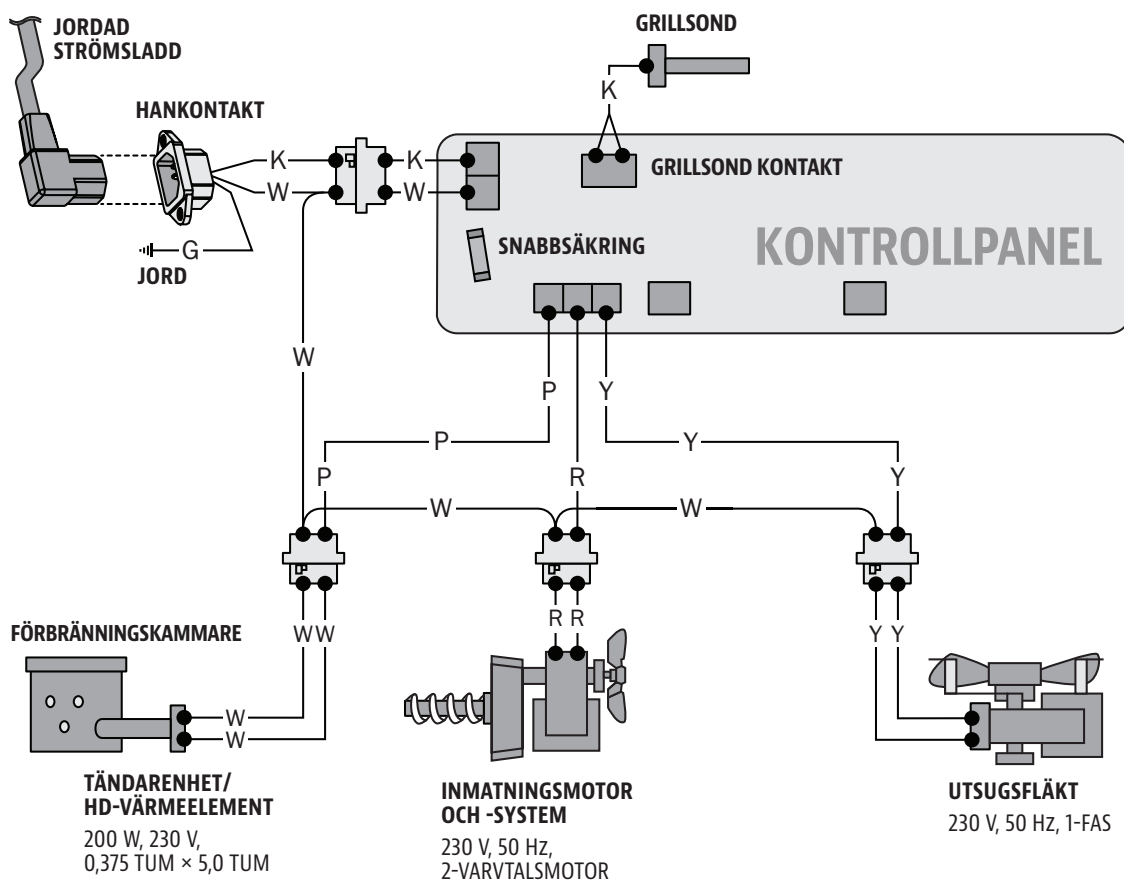 JORDAD
STRÖMSLADD
GRILLSOND
HANKONTAKT
K
K
K
W
W
GRILLSOND KONTAKT
G
JORD
SNABBSÄKRING
KONTROLLPANEL
W
P
Y
P
Y
P
R
Y
W
W
FÖRBRÄNNINGSKAMMARE
W W
R R
Y Y
W
W
TÄNDARENHET/
HD-VÄRMEELEMENT
200 W, 230 V,
0,375 TUM × 5,0 TUM
INMATNINGSMOTOR
OCH -SYSTEM
230 V, 50 Hz,
2-VARVTALSMOTOR
UTSUGSFLÄKT
230 V, 50 Hz, 1-FAS